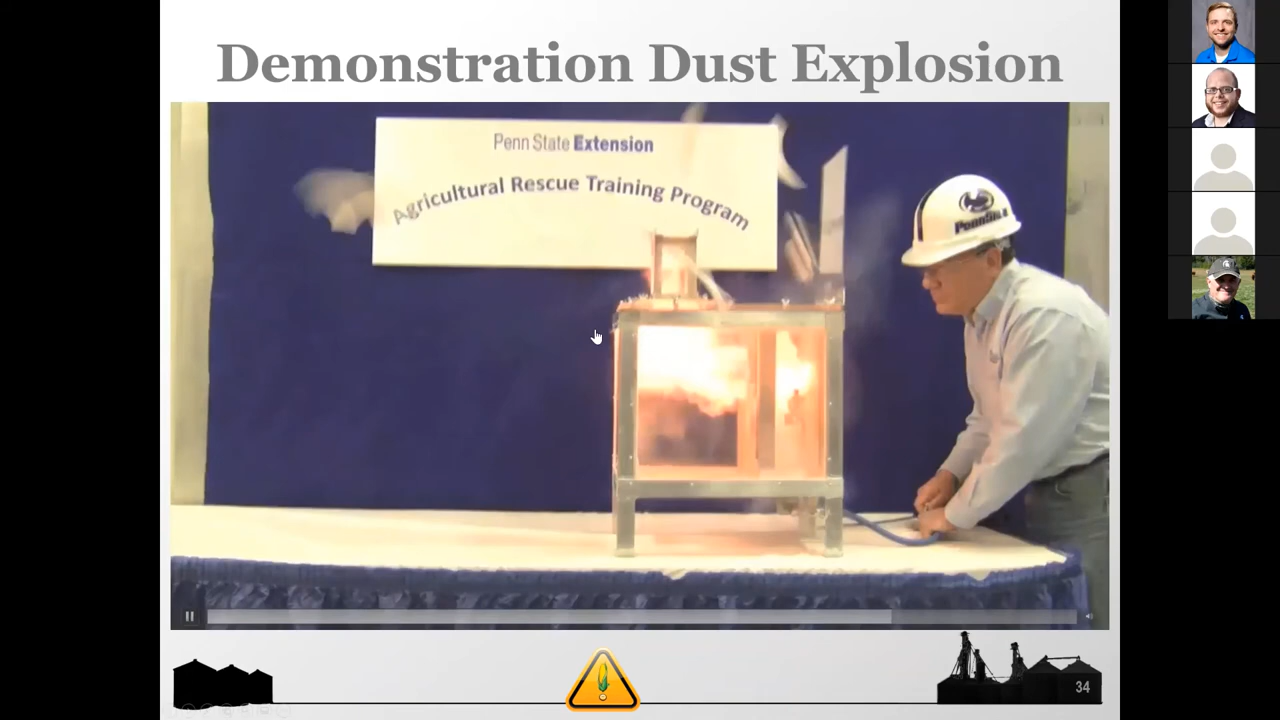 Demonstration Dust Explosion
Penn State Extension
Agricultural Rescue Training Program
PennState
34